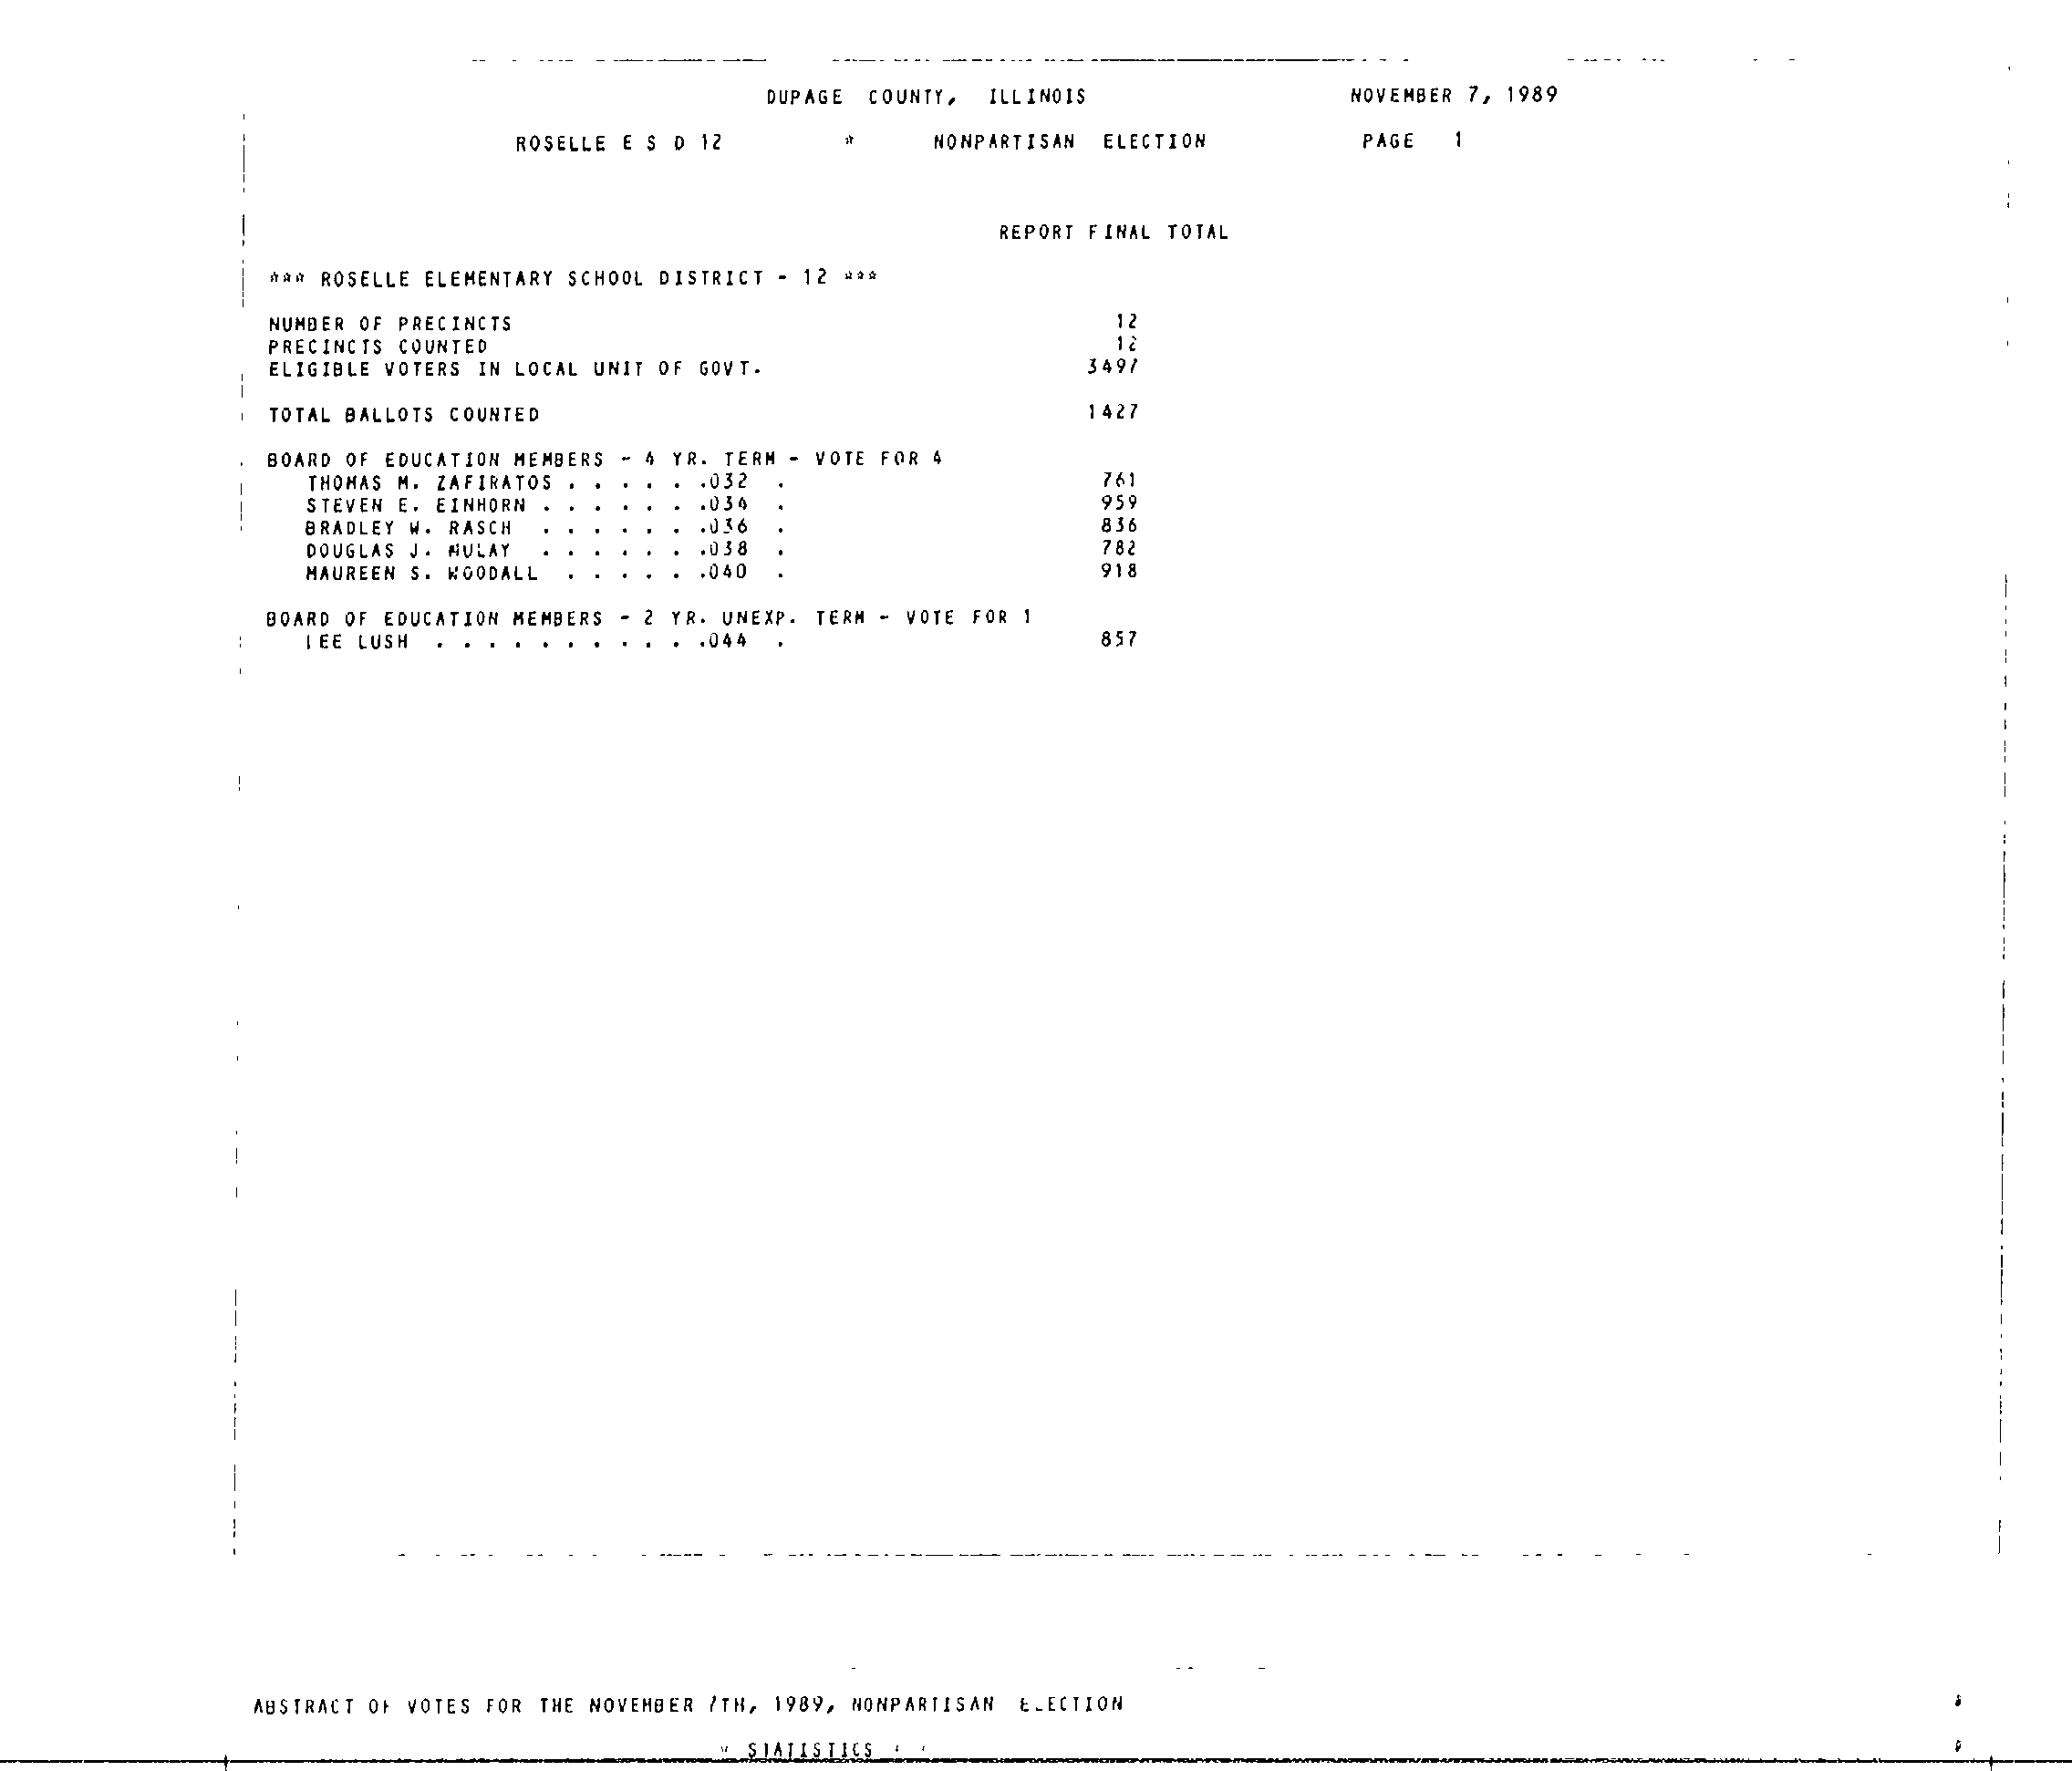 DUPAGE COUNTY, ILLINOIS NOVEMBER 7, 1989
ROSELLE E S D 12 * NONPARTISAN ELECTION PAGE 1
REPORT FINAL TOTAL
*** ROSELLE ELEMENTARY SCHOOL DISTRICT - 12 ***
NUMBER OF PRECINCTS 12
PRECINCTS COUNTED 12
ELIGIBLE VOTERS IN LOCAL UNIT OF GOVT. 3497
TOTAL BALLOTS COUNTED 1427
BOARD OF EDUCATION MEMBERS - 4 YR. TERM - VOTE FOR 4
THOMAS M. ZAFIRATOS . . . . . .032 . 761
STEVEN E. EINHORN . . . . . . .034 . 959
BRADLEY W. RASCH . . . . . . .036 . 836
DOUGLAS J. MULAY . . . . . . .038 . 782
MAUREEN S. WOODALL . . . . . .040 . 918
BOARD OF EDUCATION MEMBERS - 2 YR. UNEXP. TERM - VOTE FOR 1
LEE LUSH . . . . . . . . . . .044 . 857
ABSTRACT OF VOTES FOR THE NOVEMBER 7TH, 1989, NONPARTISAN ELECTION
* STATISTICS * *